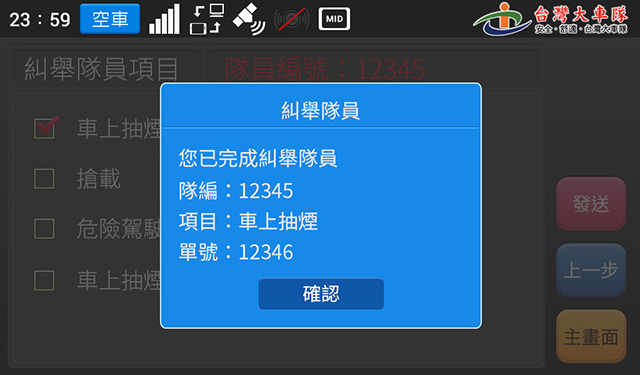 23：59
空車
MID
台灣大車隊
安全・舒適・台灣大車隊
糾舉隊員項目
隊員編號：12345
車上抽煙
搶載
危險駕駛
車上抽煙
糾舉隊員
您已完成糾舉隊員
隊編：12345
項目：車上抽煙
單號：12346
確認
發送
上一步
主畫面